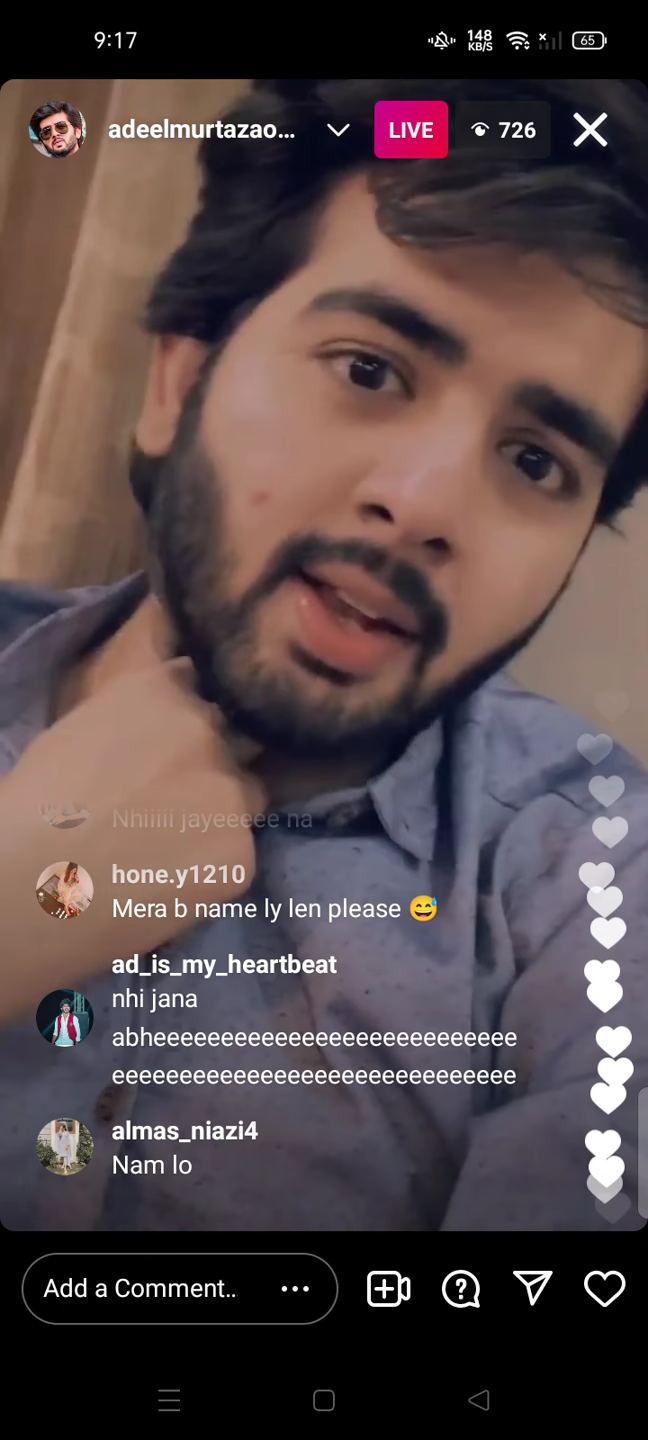 9:17
148
KB/S
65
adeelmurtazao...
LIVE
726
Nhiiiii jayeeeee na
hone.y1210
Mera b name ly len please 😅
ad_is_my_heartbeat
nhi jana
abheeeeeeeeeeeeeeeeeeeeeeeeeee
eeeeeeeeeeeeeeeeeeeeeeeeeeeeee
almas_niazi4
Nam lo
Add a Comment..